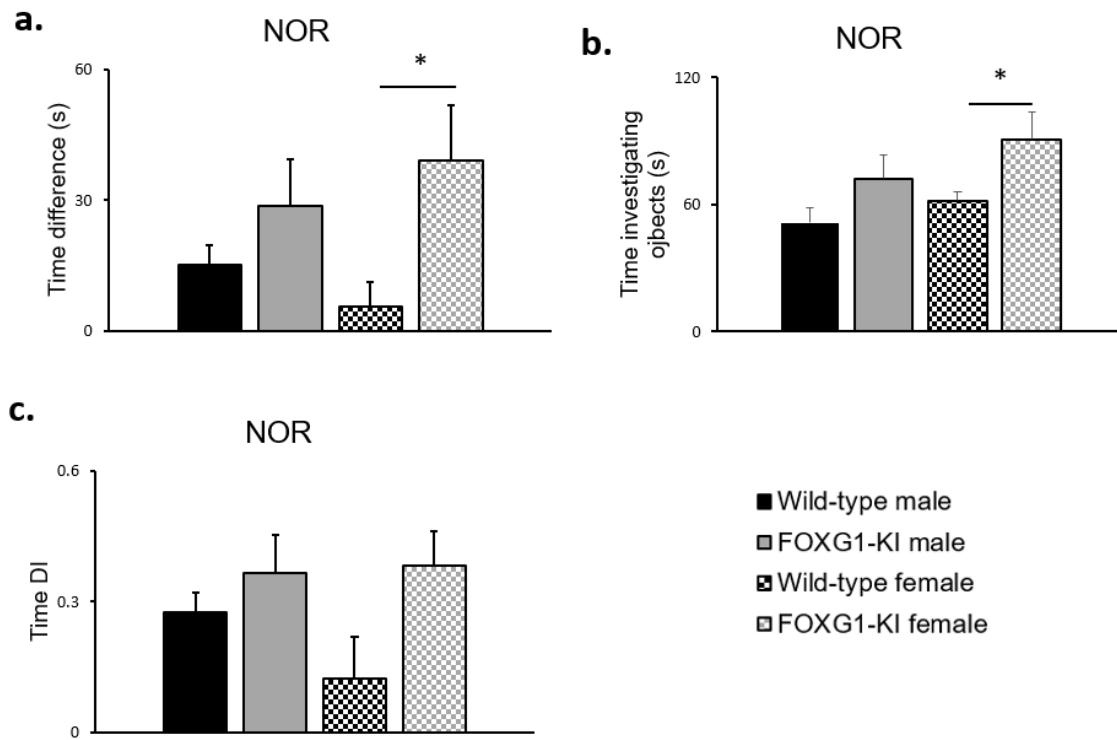 a.
NOR
Time difference (s)
60
30
0
*
b.
NOR
Time investigating
ojbects (s)
120
60
0
*
c.
NOR
Time DI
0.6
0.3
0
Wild-type male
FOXG1-KI male
Wild-type female
FOXG1-KI female